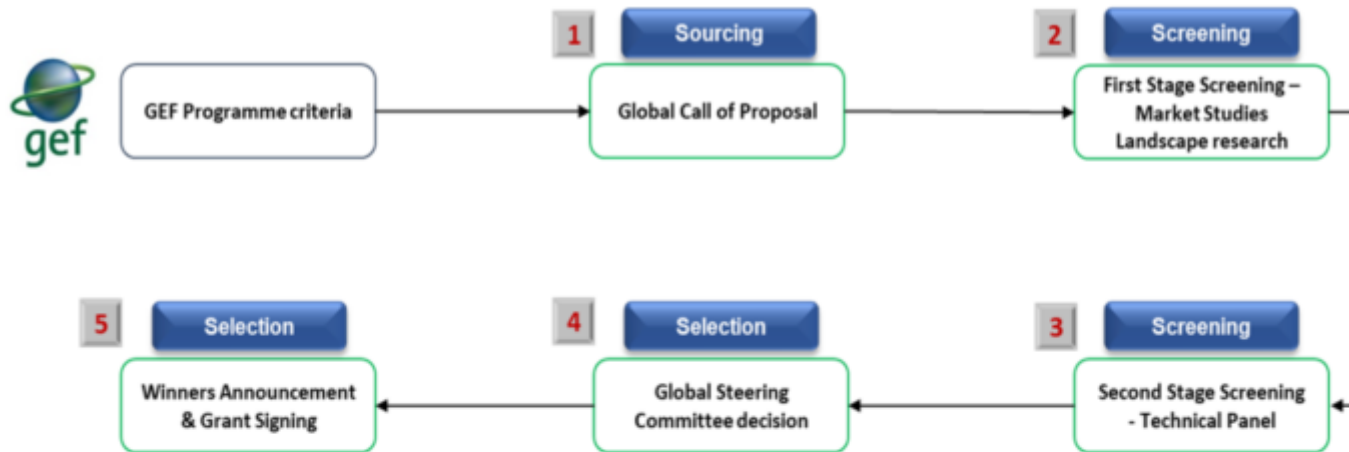 1
Sourcing
2
Screening
gef
GEF Programme criteria
Global Call of Proposal
First Stage Screening –
Market Studies
Landscape research
5
Selection
4
Selection
3
Screening
Winners Announcement
& Grant Signing
Global Steering
Committee decision
Second Stage Screening
- Technical Panel